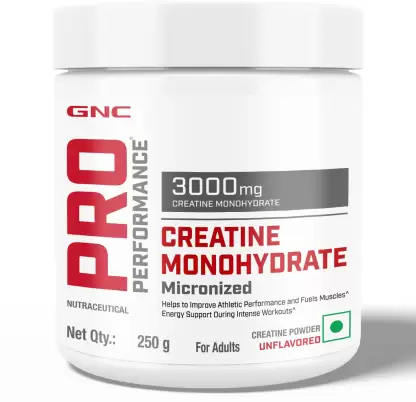 GNC
PRO
PERFORMANCE
3000mg
CREATINE MONOHYDRATE
CREATINE
MONOHYDRATE
Micronized
Helps to Improve Athletic Performance and Fuels Muscles^
Energy Support During Intense Workouts^
NUTRACEUTICAL
Net Qty.: 250 g
For Adults
CREATINE POWDER
UNFLAVORED